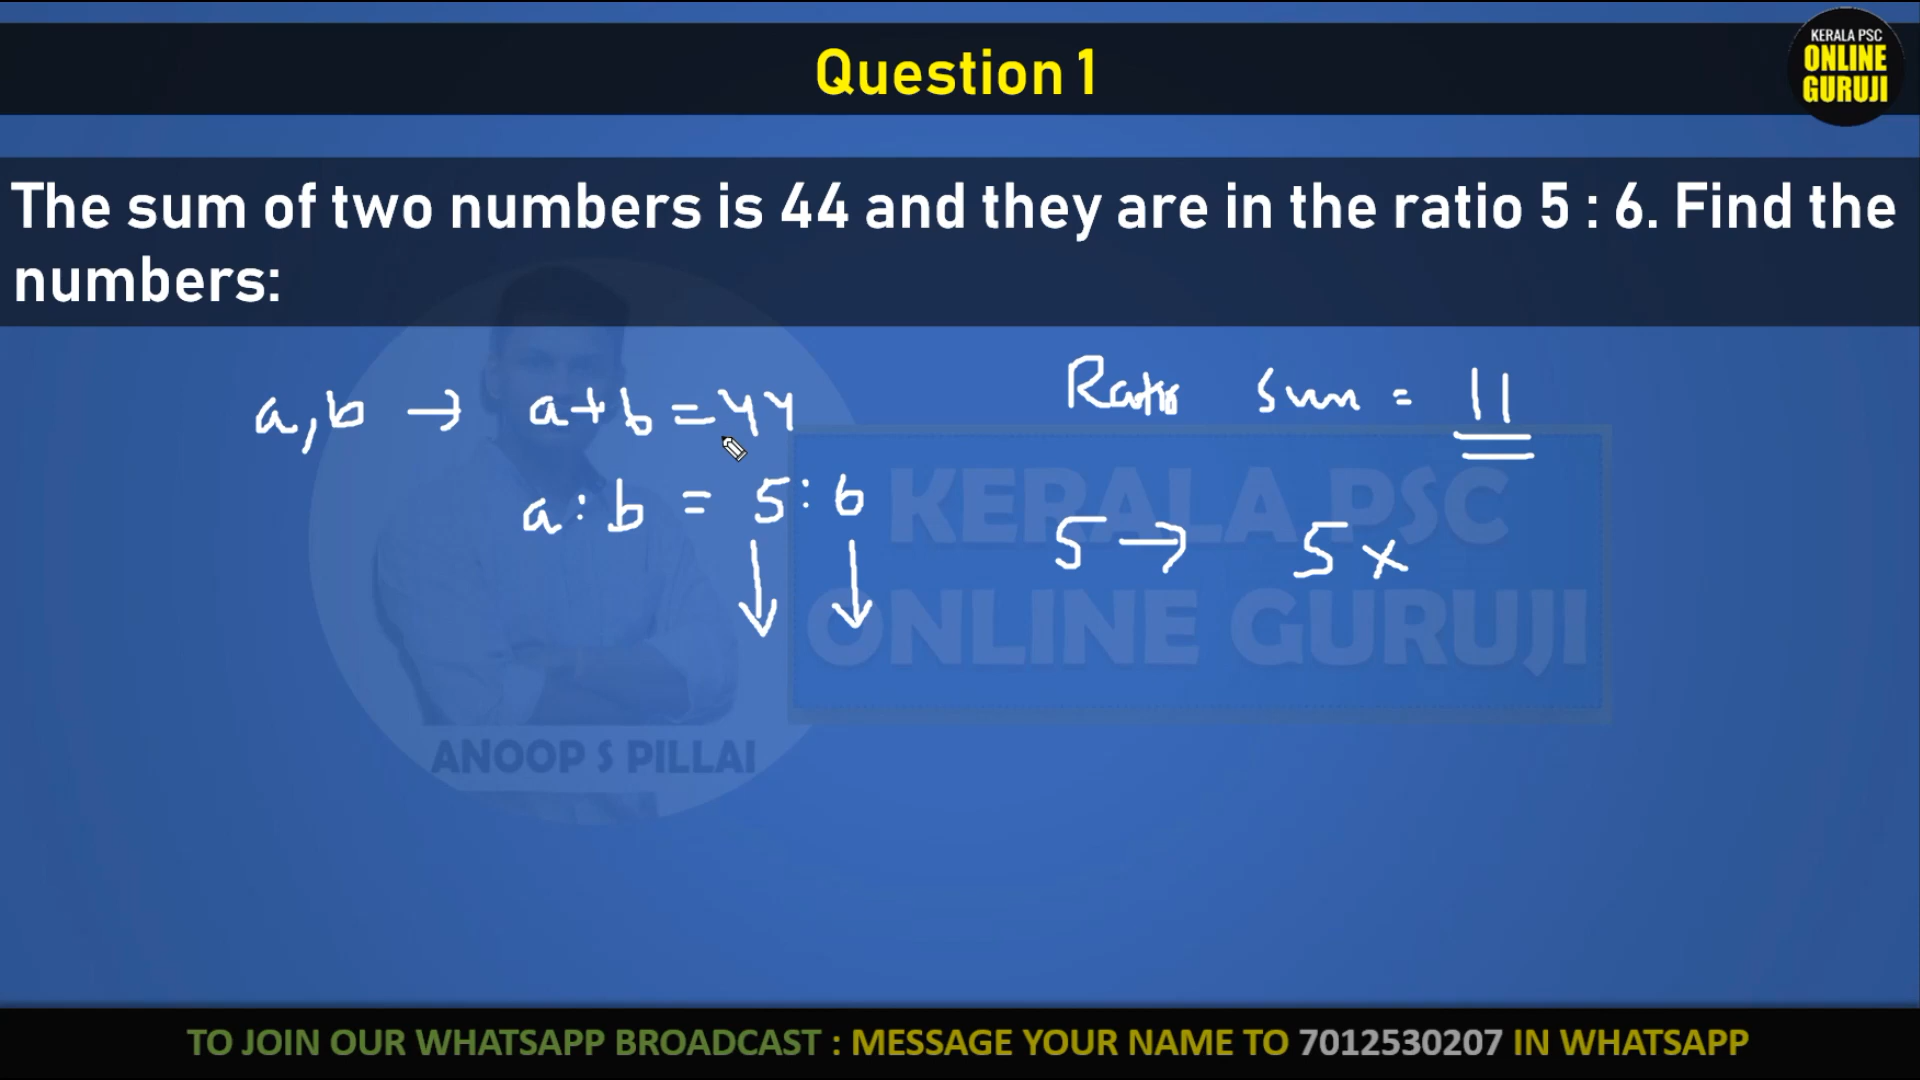 Question 1
KERALA PSC
ONLINE
GURUJI
The sum of two numbers is 44 and they are in the ratio 5 : 6. Find the
numbers:
a,b → a+b = 44
a : b = 5 : 6
Ratio Sum = 11
5 → 5 ×
KERALA PSC
ONLINE GURUJI
ANOOP S PILLAI
TO JOIN OUR WHATSAPP BROADCAST : MESSAGE YOUR NAME TO 7012530207 IN WHATSAPP